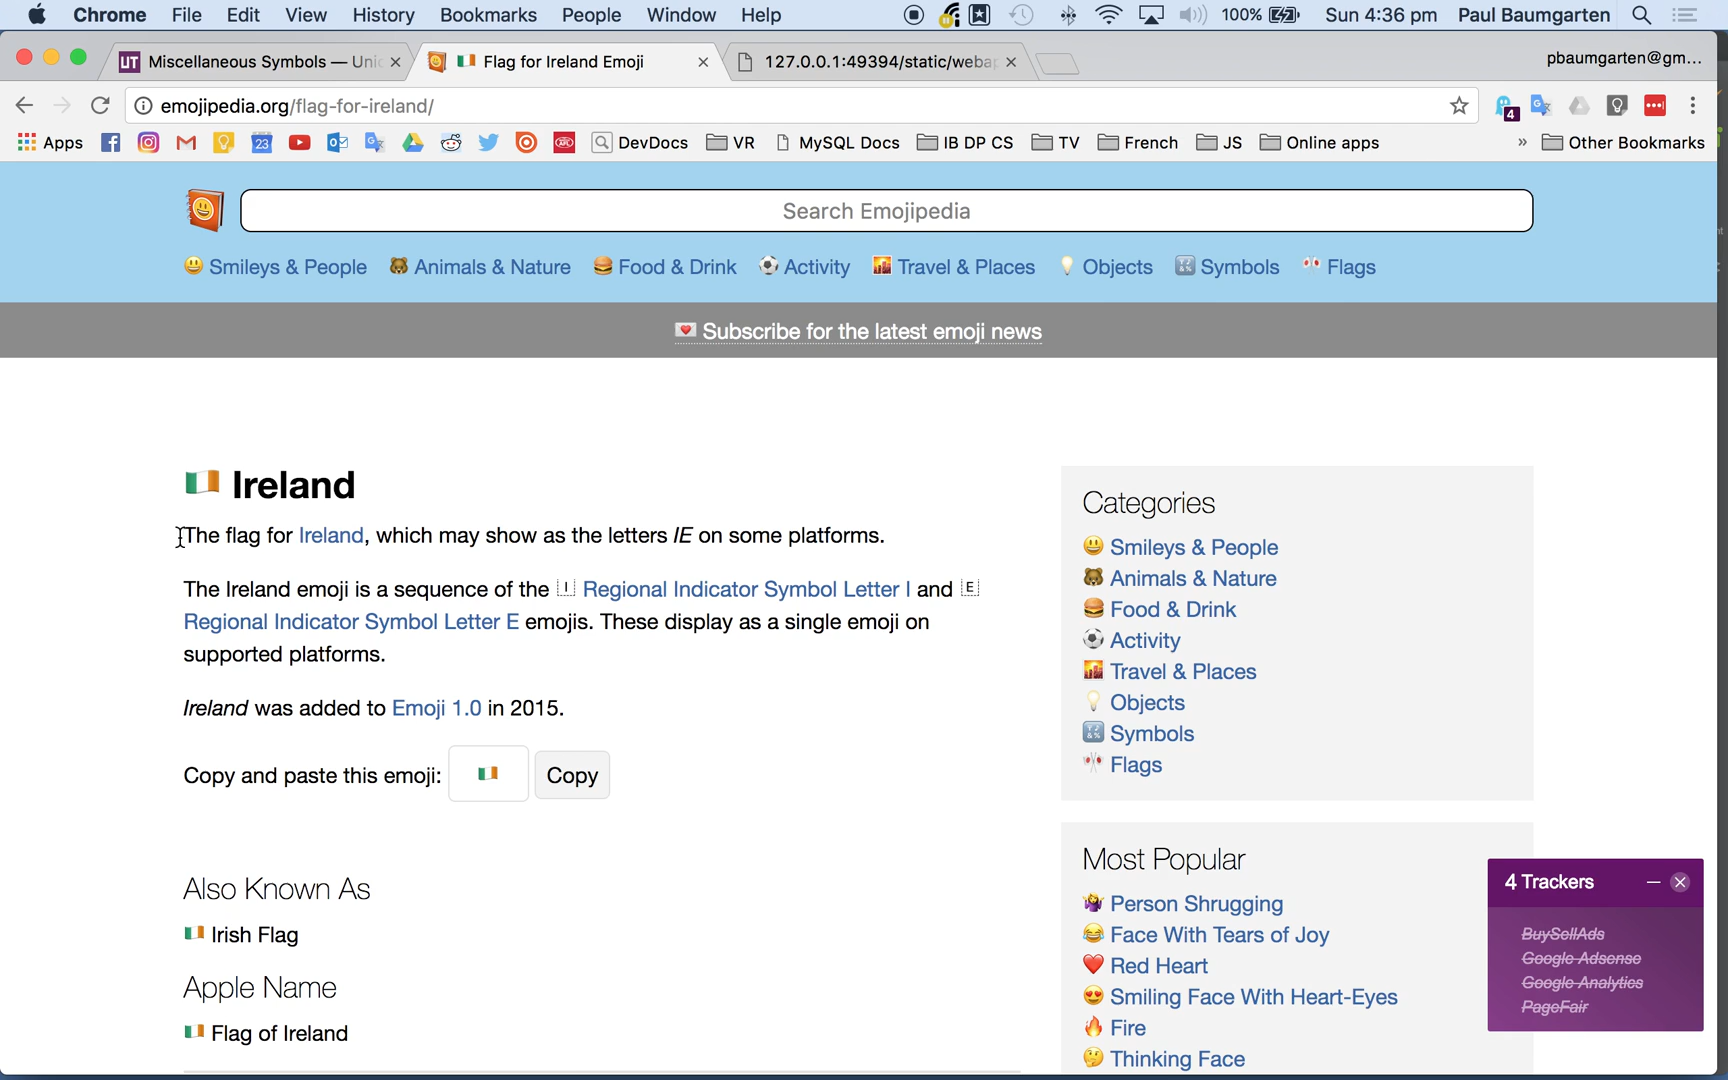 Chrome File Edit View History Bookmarks People Window Help 100% Sun 4:36 pm Paul Baumgarten
UT Miscellaneous Symbols — Unic Flag for Ireland Emoji 127.0.0.1:49394/static/webap pbaumgarten@gm...
emojipedia.org/flag-for-ireland/ 4
Apps 23 DevDocs VR MySQL Docs IB DP CS TV French JS Online apps » Other Bookmarks
Search Emojipedia
Smileys & People Animals & Nature Food & Drink Activity Travel & Places Objects Symbols Flags
Subscribe for the latest emoji news
Ireland
The flag for Ireland, which may show as the letters IE on some platforms.
The Ireland emoji is a sequence of the I Regional Indicator Symbol Letter I and E
Regional Indicator Symbol Letter E emojis. These display as a single emoji on
supported platforms.
Ireland was added to Emoji 1.0 in 2015.
Copy and paste this emoji: Copy
Also Known As
Irish Flag
Apple Name
Flag of Ireland
Categories
Smileys & People
Animals & Nature
Food & Drink
Activity
Travel & Places
Objects
Symbols
Flags
Most Popular
Person Shrugging
Face With Tears of Joy
Red Heart
Smiling Face With Heart-Eyes
Fire
Thinking Face
4 Trackers
BuySellAds
Google Adsense
Google Analytics
PageFair